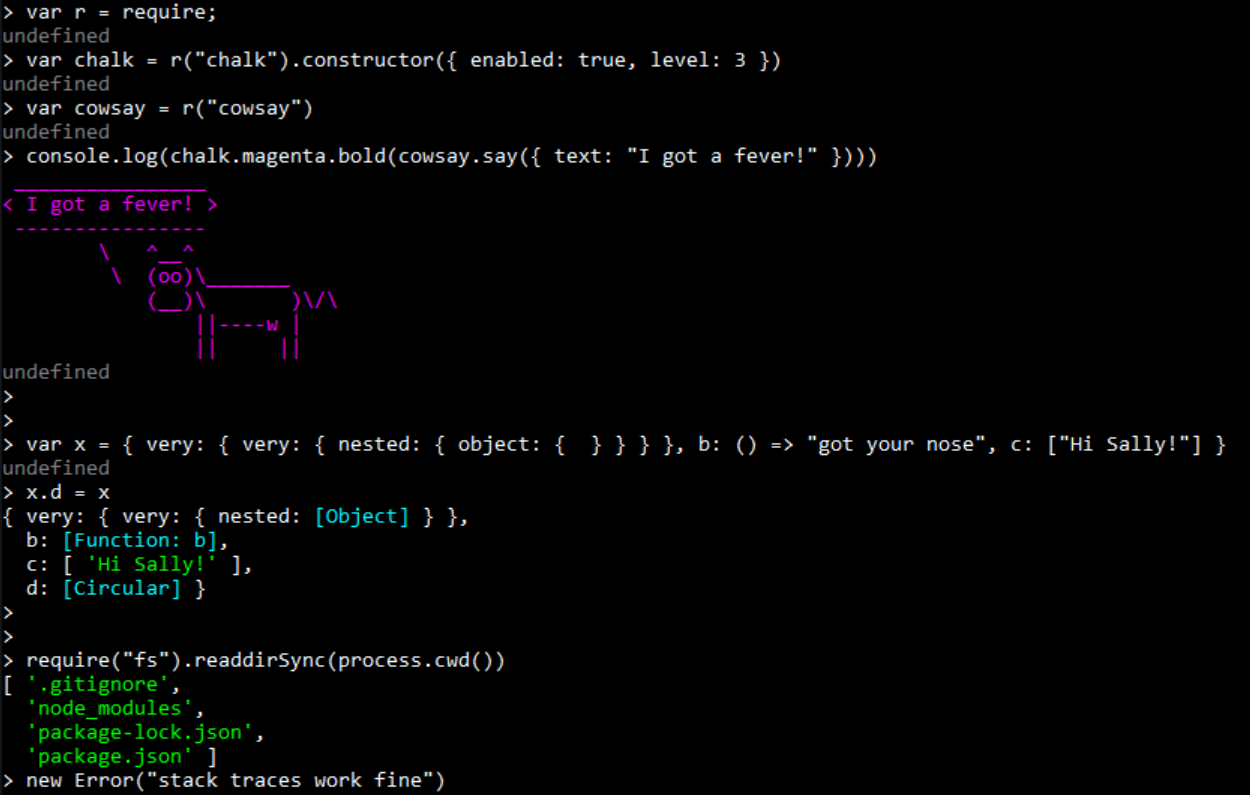 > var r = require;
undefined
> var chalk = r("chalk").constructor({ enabled: true, level: 3 })
undefined
> var cowsay = r("cowsay")
undefined
> console.log(chalk.magenta.bold(cowsay.say({ text: "I got a fever!" })))
 ________________
< I got a fever! >
 ----------------
        \   ^__^
         \  (oo)\_______
            (__)\       )\/\
                ||----w |
                ||     ||
undefined
>
>
> var x = { very: { very: { nested: { object: {  } } } }, b: () => "got your nose", c: ["Hi Sally!"] }
undefined
> x.d = x
{ very: { very: { nested: [Object] } },
  b: [Function: b],
  c: [ 'Hi Sally!' ],
  d: [Circular] }
>
>
> require("fs").readdirSync(process.cwd())
[ '.gitignore',
  'node_modules',
  'package-lock.json',
  'package.json' ]
> new Error("stack traces work fine")